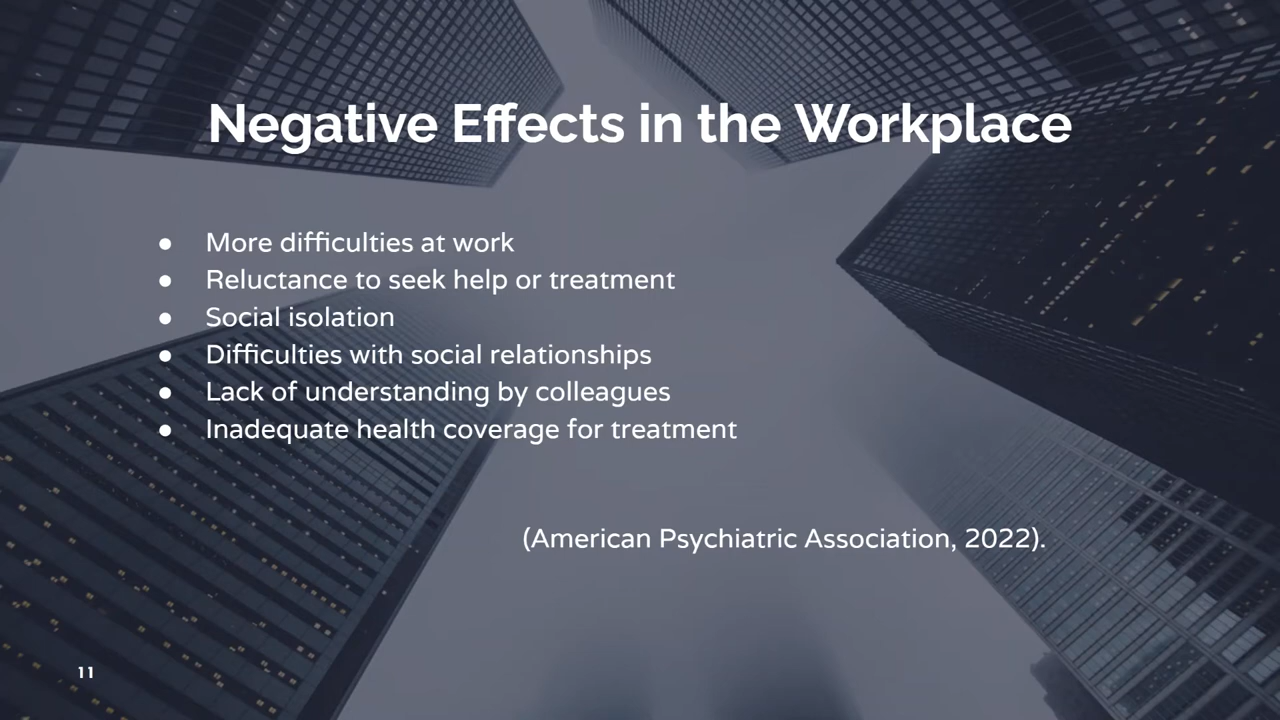 Negative Effects in the Workplace
● More difficulties at work
● Reluctance to seek help or treatment
● Social isolation
● Difficulties with social relationships
● Lack of understanding by colleagues
● Inadequate health coverage for treatment
(American Psychiatric Association, 2022).
11